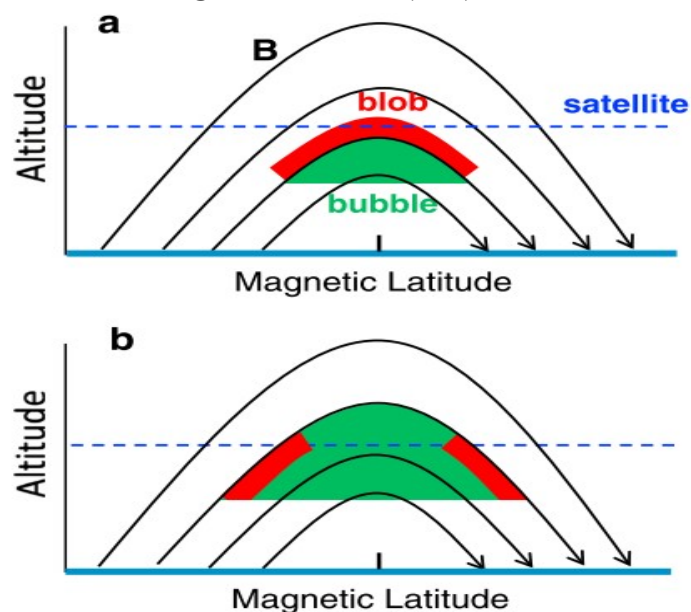 a
B
blob
satellite
Altitude
bubble
Magnetic Latitude
b
Altitude
Magnetic Latitude